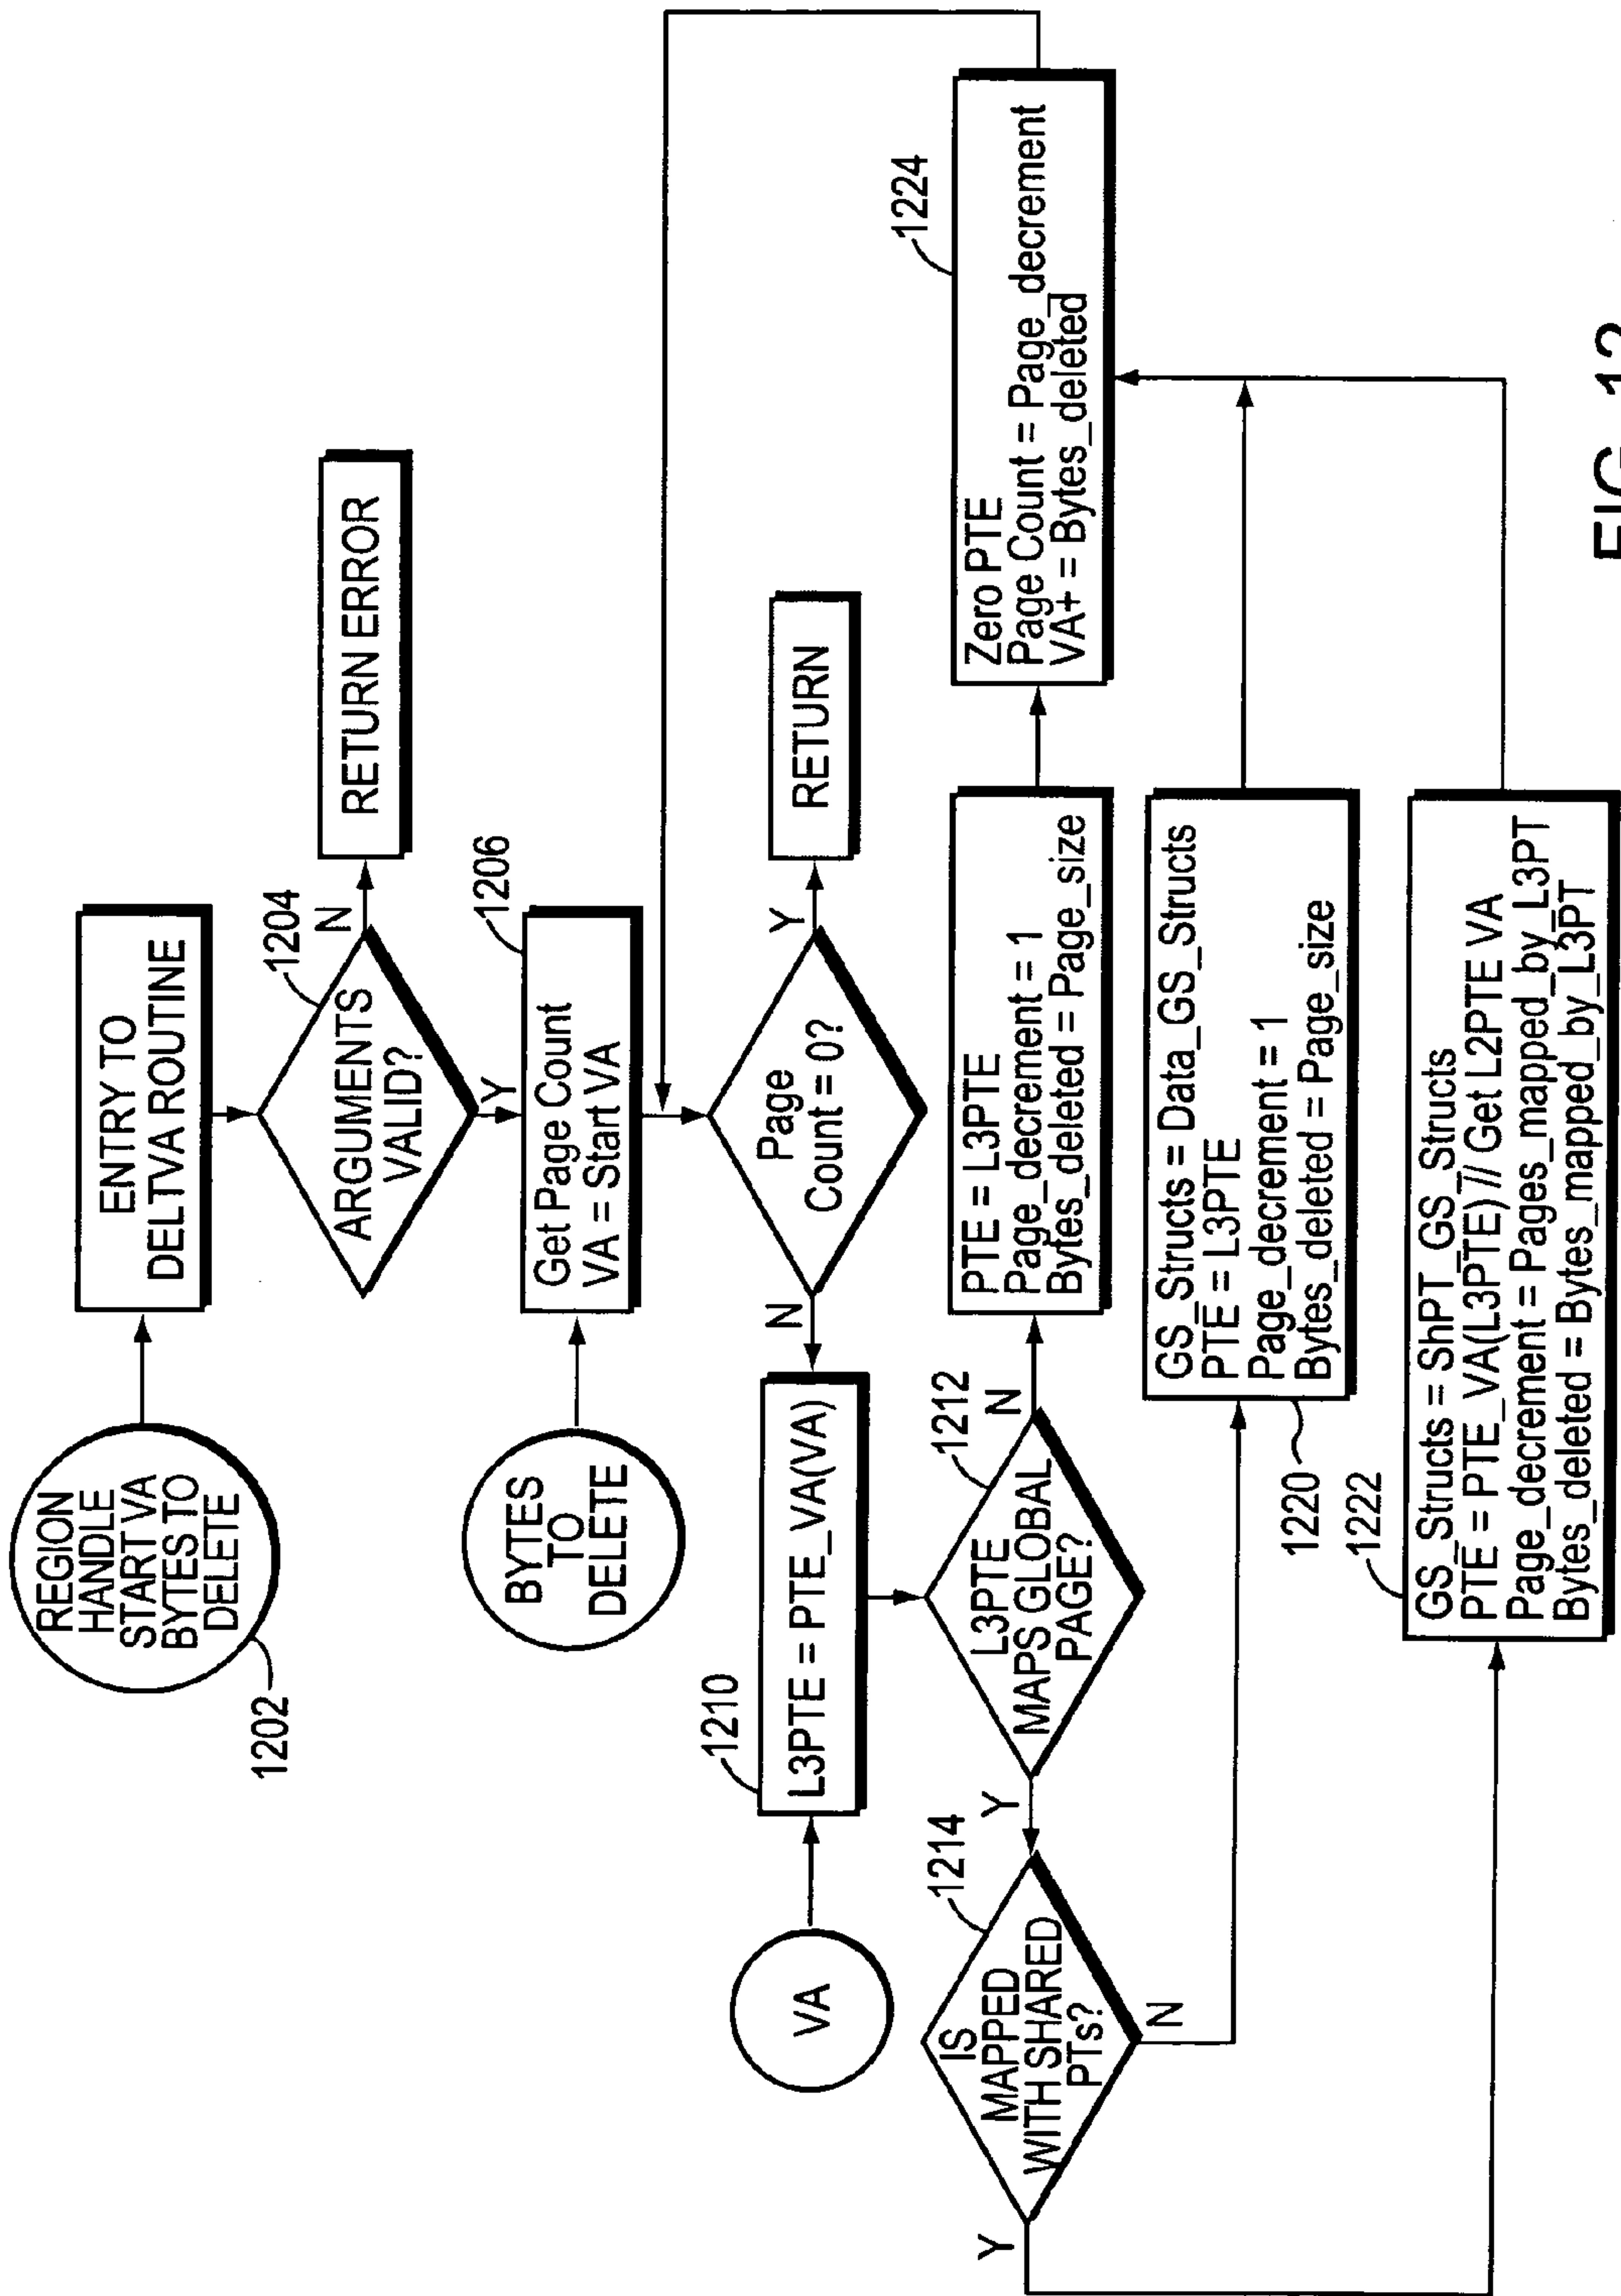 REGION
HANDLE
START VA
BYTES TO
DELETE
1202
ENTRY TO
DELTVA ROUTINE
1204
ARGUMENTS
VALID?
N
RETURN ERROR
Y
BYTES
TO
DELETE
1206
Get Page Count
VA = Start VA
Page
Count = 0?
Y
RETURN
N
VA
1210
L3PTE = PTE_VA(VA)
1212
L3PTE
MAPS GLOBAL
PAGE?
N
PTE = L3PTE
Page_decrement = 1
Bytes_deleted = Page_size
1224
Zero PTE
Page Count = Page_decrement
VA+ = Bytes_deleted
Y
1214
IS
MAPPED
WITH SHARED
PTs?
N
GS_Structs = Data_GS_Structs
PTE = L3PTE
Page_decrement = 1
Bytes_deleted = Page_size
1220
Y
1222
GS_Structs = ShPT_GS_Structs
PTE = PTE_VA(L3PTE) // Get L2PTE VA
Page_decrement = Pages_mapped_by_L3PT
Bytes_deleted = Bytes_mapped_by_L3PT
FIG. 12